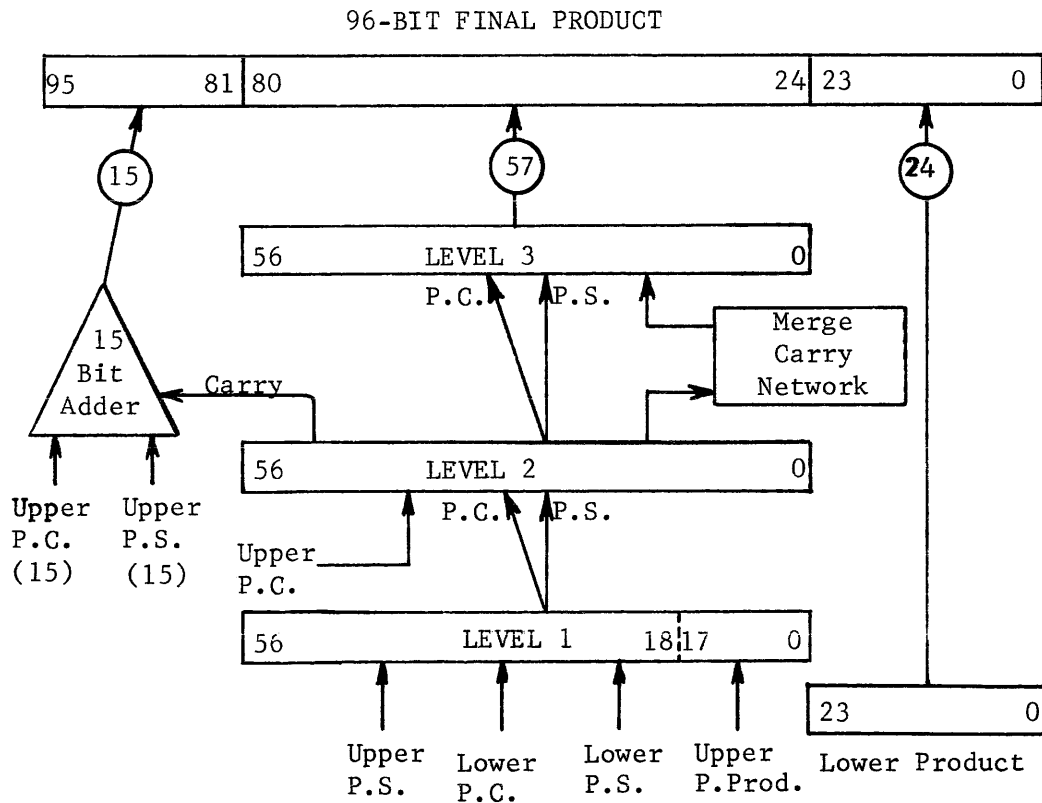 96-BIT FINAL PRODUCT
95 81 80 24 23 0
15
57
24
56 LEVEL 3 0
P.C. P.S.
15
Bit
Adder
Carry
Merge
Carry
Network
56 LEVEL 2 0
P.C. P.S.
Upper
P.C.
(15)
Upper
P.S.
(15)
Upper
P.C.
56 LEVEL 1 18 17 0
23 0
Upper
P.S.
Lower
P.C.
Lower
P.S.
Upper
P.Prod.
Lower Product